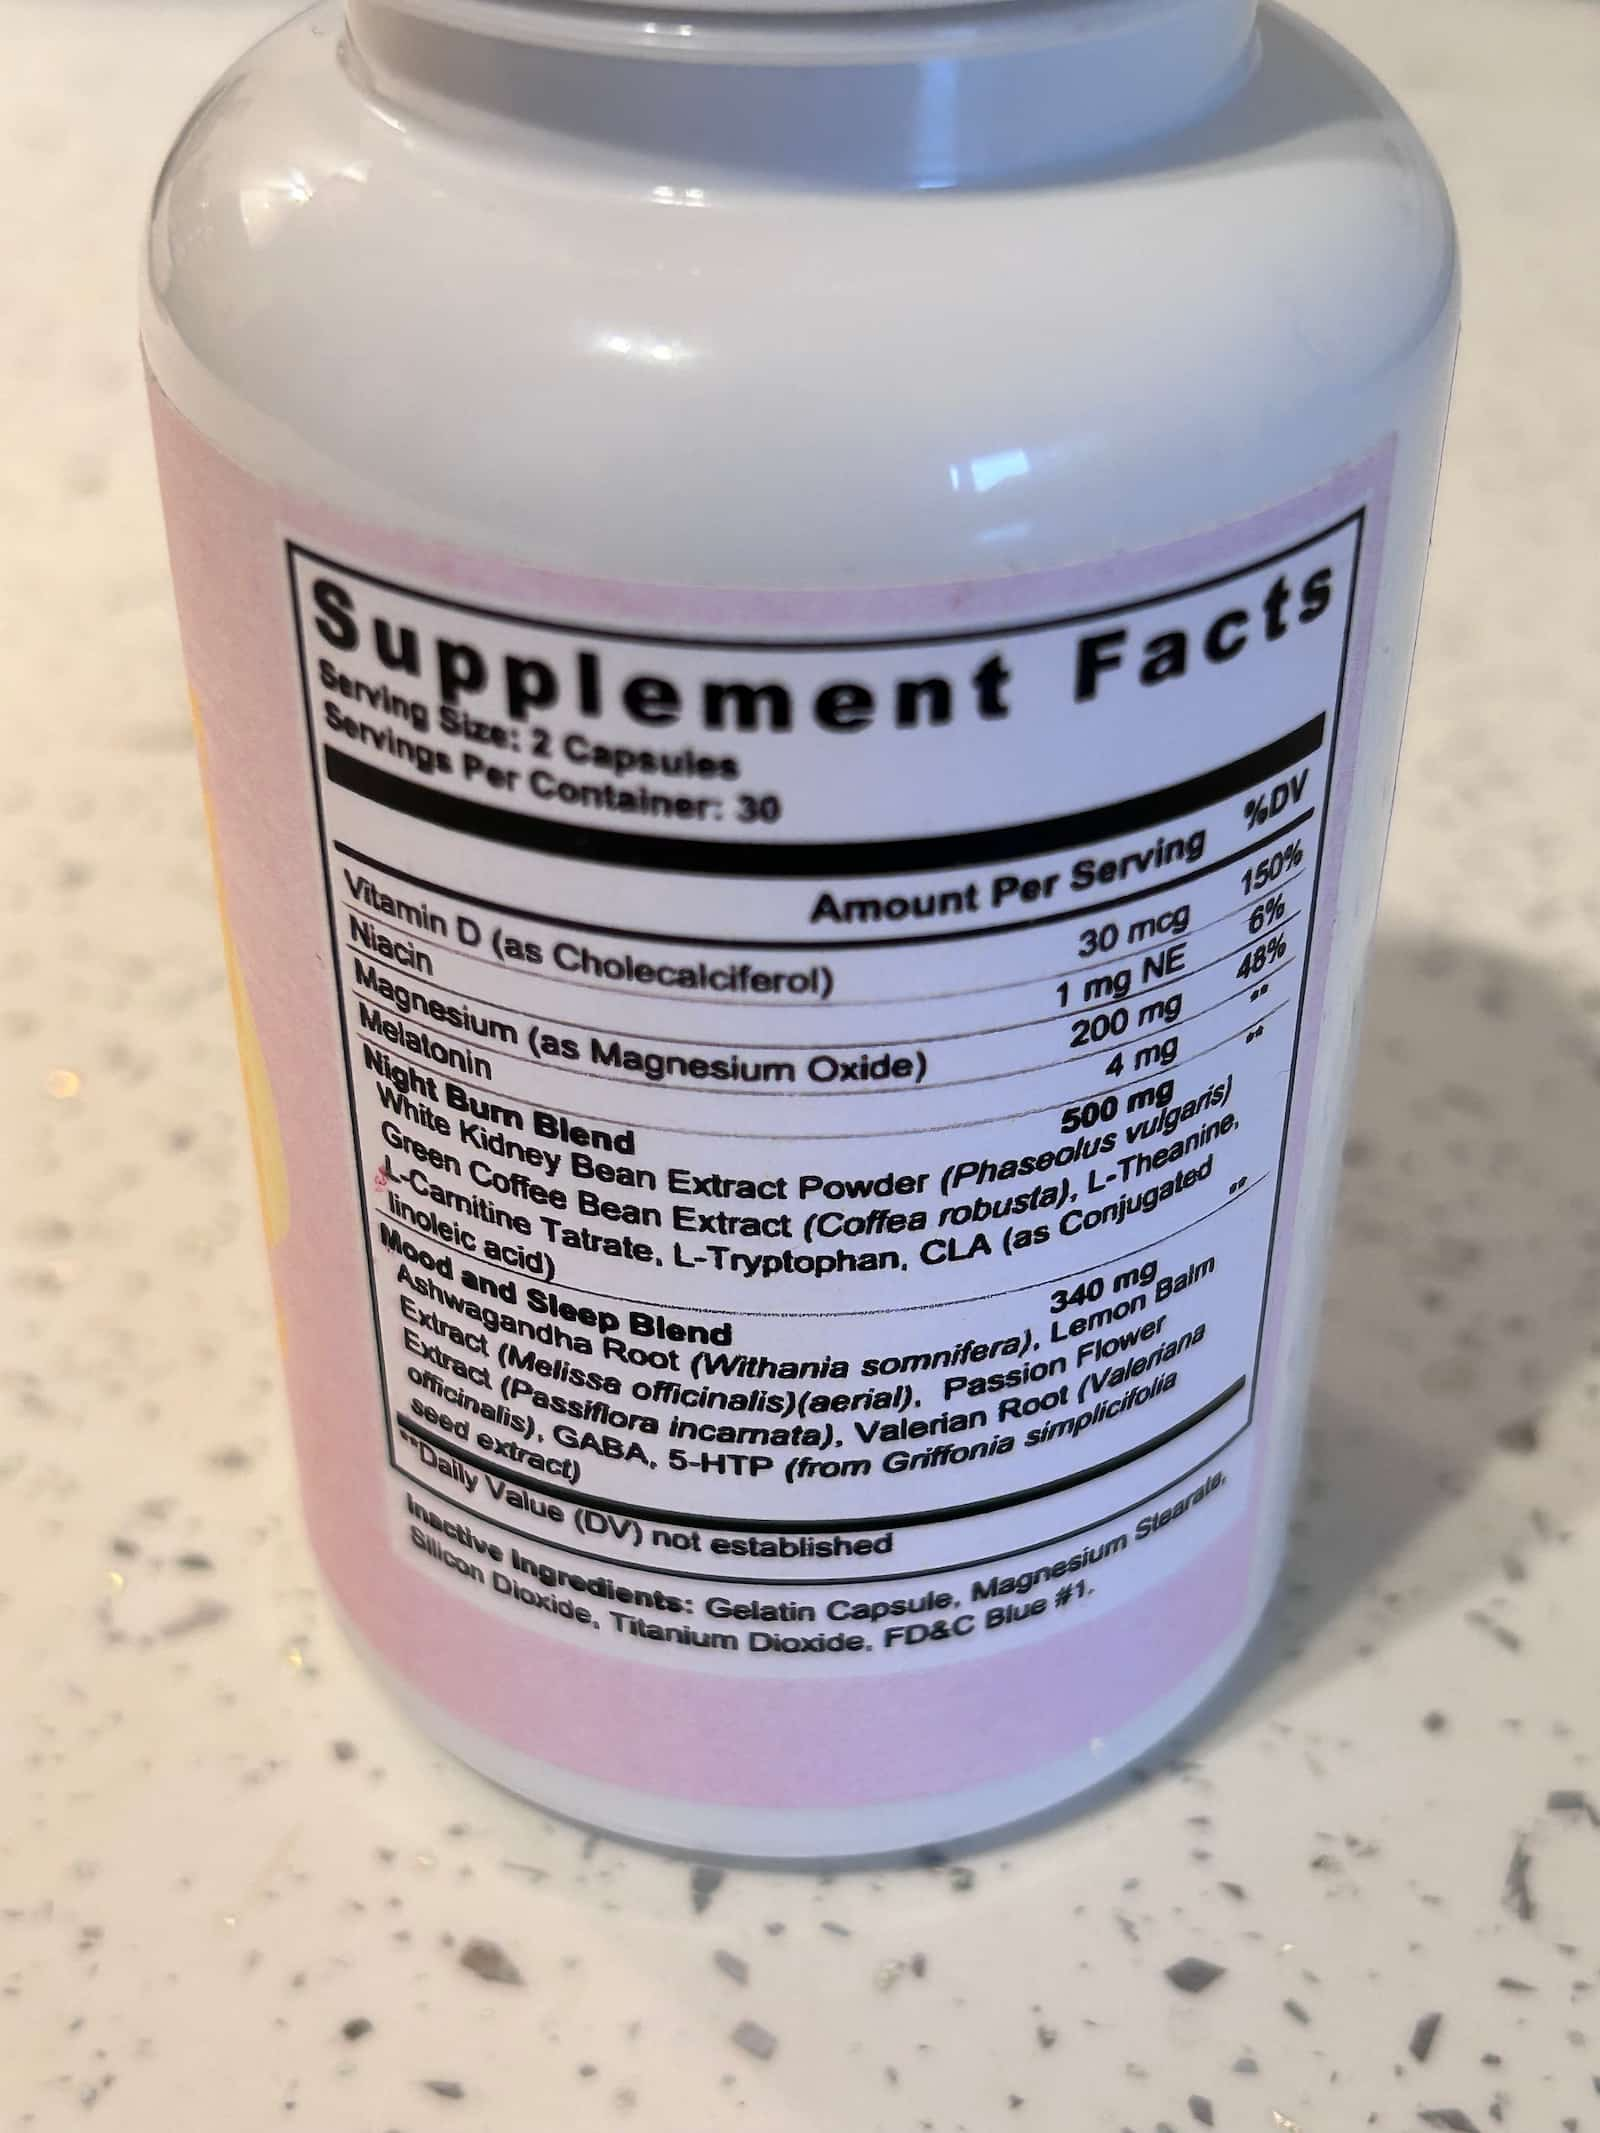 Supplement Facts
Serving Size: 2 Capsules
Servings Per Container: 30
Amount Per Serving %DV
Vitamin D (as Cholecalciferol) 30 mcg 150%
Niacin 1 mg NE 6%
Magnesium (as Magnesium Oxide) 200 mg 48%
Melatonin 4 mg **
Night Burn Blend 500 mg **
White Kidney Bean Extract Powder (Phaseolus vulgaris)
Green Coffee Bean Extract (Coffea robusta), L-Theanine,
L-Carnitine Tatrate, L-Tryptophan, CLA (as Conjugated
linoleic acid)
Mood and Sleep Blend 340 mg **
Ashwagandha Root (Withania somnifera), Lemon Balm
Extract (Melissa officinalis)(aerial), Passion Flower
Extract (Passiflora incarnata), Valerian Root (Valeriana
officinalis), GABA, 5-HTP (from Griffonia simplicifolia
seed extract)
**Daily Value (DV) not established
Inactive Ingredients: Gelatin Capsule, Magnesium Stearate,
Silicon Dioxide, Titanium Dioxide, FD&C Blue #1.